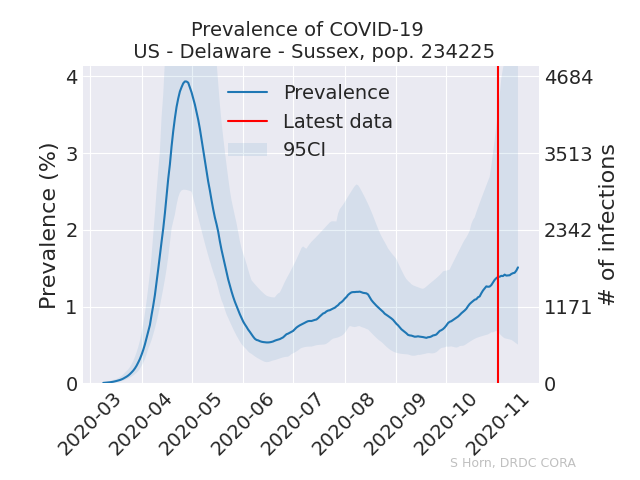 Prevalence of COVID-19
US - Delaware - Sussex, pop. 234225
Prevalence
Latest data
95CI
Prevalence (%)
4
3
2
1
0
# of infections
4684
3513
2342
1171
0
2020-03
2020-04
2020-05
2020-06
2020-07
2020-08
2020-09
2020-10
2020-11
S Horn, DRDC CORA